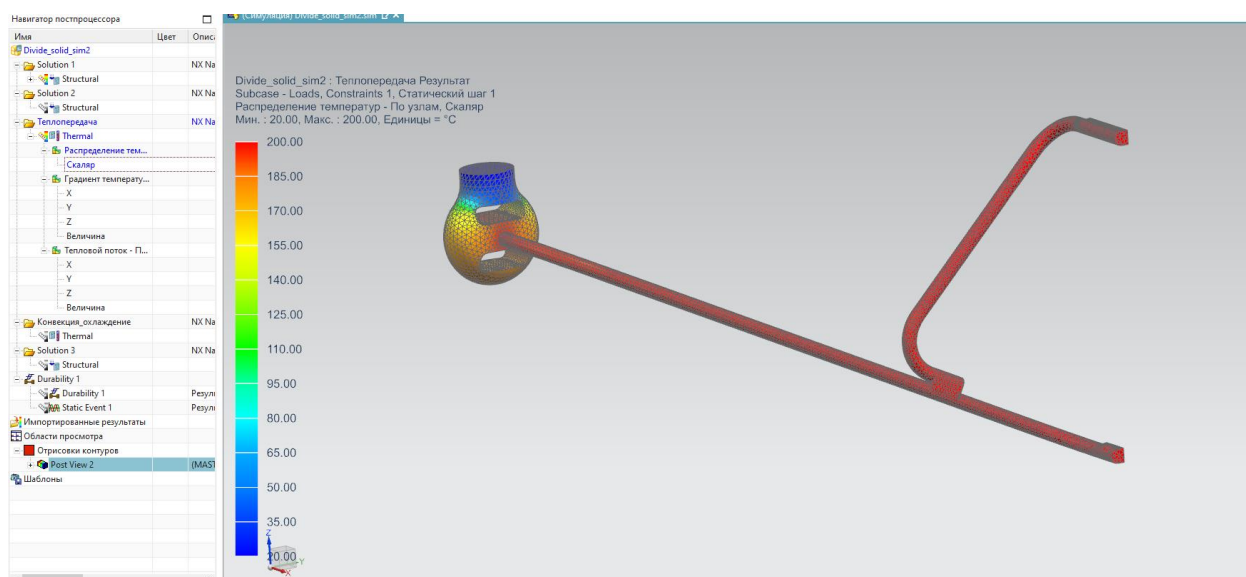 Навигатор постпроцессора
(Симуляция) Divide_solid_sim2.sim
Имя Цвет Описа
Divide_solid_sim2
Solution 1 NX Na
Structural
Solution 2 NX Na
Structural
Теплопередача NX Na
Thermal
Распределение тем...
Скаляр
Градиент температу...
X
Y
Z
Величина
Тепловой поток - П...
X
Y
Z
Величина
Конвекция_охлаждение NX Na
Thermal
Solution 3 NX Na
Structural
Durability 1
Durability 1 Резул
Static Event 1 Резул
Импортированные результаты
Области просмотра
Отрисовки контуров
Post View 2 (MAST
Шаблоны
Divide_solid_sim2 : Теплопередача Результат
Subcase - Loads, Constraints 1, Статический шаг 1
Распределение температур - По узлам, Скаляр
Мин. : 20.00, Макс. : 200.00, Единицы = °C
200.00
185.00
170.00
155.00
140.00
125.00
110.00
95.00
80.00
65.00
50.00
35.00
20.00
Z
Y
X